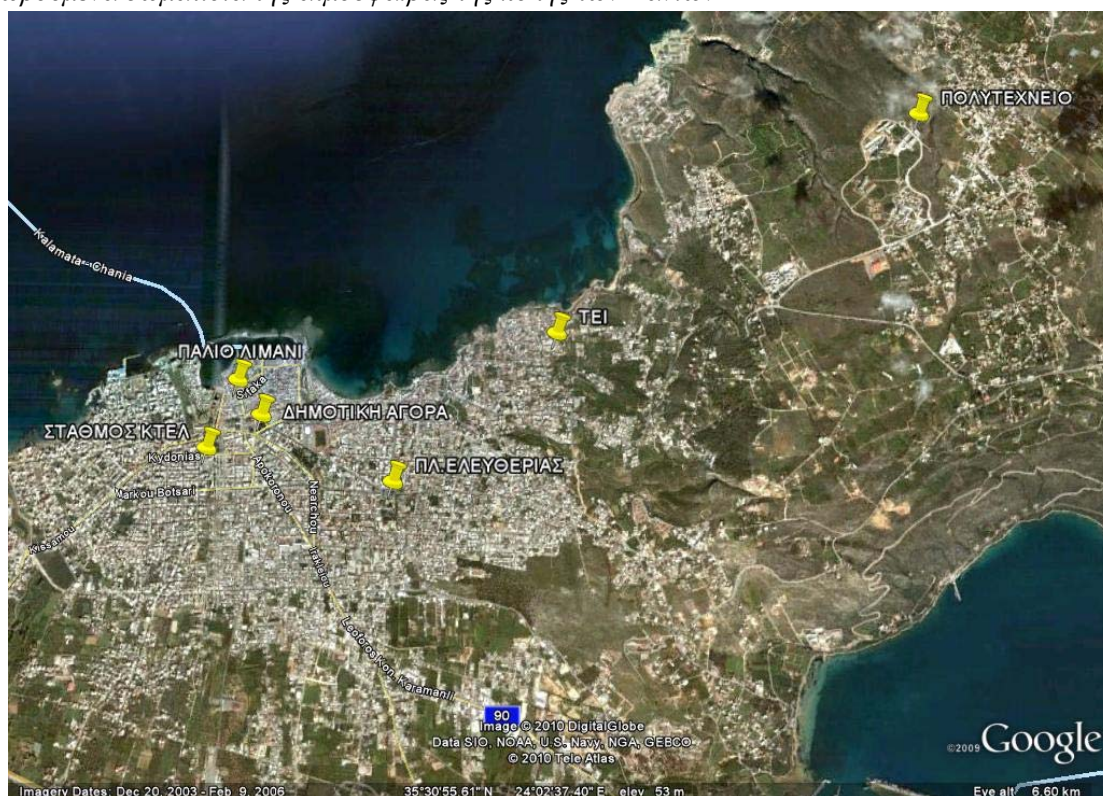 ΠΟΛΥΤΕΧΝΕΙΟ
Kalamata - Chania
ΤΕΙ
ΠΑΛΙΟ ΛΙΜΑΝΙ
Sifaka
ΔΗΜΟΤΙΚΗ ΑΓΟΡΑ
ΣΤΑΘΜΟΣ ΚΤΕΛ
Kydonias
ΠΛ.ΕΛΕΥΘΕΡΙΑΣ
Apokoronou
Nearchou
Markou Botsari
Kissamou
Irakleiou
Leoforos Kon. Karamanli
90
Image © 2010 DigitalGlobe
Data SIO, NOAA, U.S. Navy, NGA, GEBCO
© 2010 Tele Atlas
©2009 Google
Imagery Dates: Dec 20, 2003 - Feb 9, 2006 35°30'55.61" N 24°02'37.40" E elev 53 m Eye alt 6.60 km